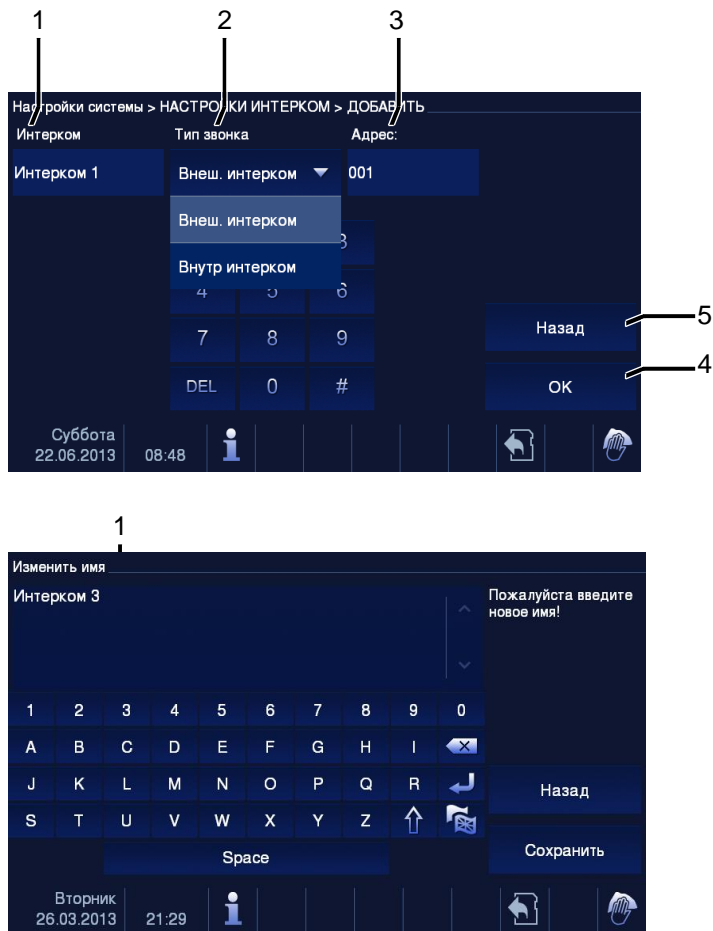 1 2 3
Настройки системы > НАСТРОЙКИ ИНТЕРКОМ > ДОБАВИТЬ
Интерком Тип звонка Адрес:
Интерком 1 Внеш. интерком 001
Внеш. интерком
3
Внутр интерком
4 5 6
7 8 9
DEL 0 #
Назад 5
OK 4
Суббота
22.06.2013 08:48
1
Изменить имя
Интерком 3
Пожалуйста введите
новое имя!
1 2 3 4 5 6 7 8 9 0
A B C D E F G H I
J K L M N O P Q R
Назад
S T U V W X Y Z
Space
Сохранить
Вторник
26.03.2013 21:29